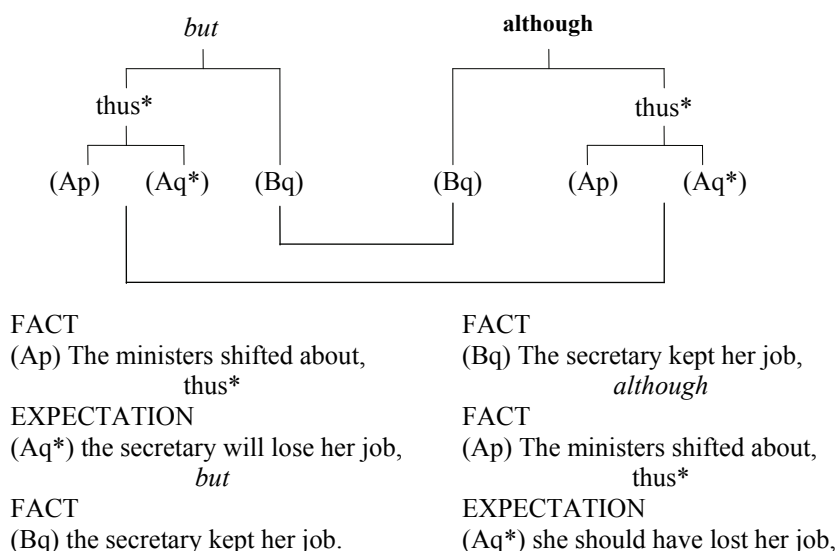 but although
thus* thus*
(Ap) (Aq*) (Bq) (Bq) (Ap) (Aq*)
FACT
(Ap) The ministers shifted about,
thus*
EXPECTATION
(Aq*) the secretary will lose her job,
but
FACT
(Bq) the secretary kept her job.
FACT
(Bq) The secretary kept her job,
although
FACT
(Ap) The ministers shifted about,
thus*
EXPECTATION
(Aq*) she should have lost her job,